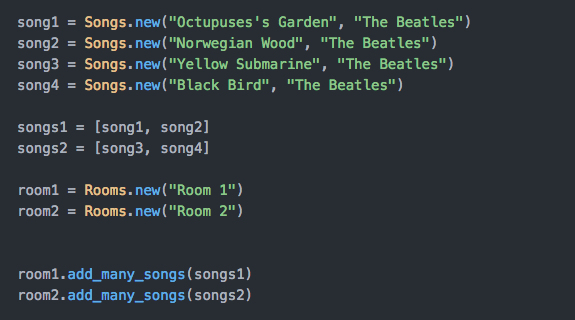 song1 = Songs.new("Octupuses's Garden", "The Beatles")
song2 = Songs.new("Norwegian Wood", "The Beatles")
song3 = Songs.new("Yellow Submarine", "The Beatles")
song4 = Songs.new("Black Bird", "The Beatles")
songs1 = [song1, song2]
songs2 = [song3, song4]
room1 = Rooms.new("Room 1")
room2 = Rooms.new("Room 2")
room1.add_many_songs(songs1)
room2.add_many_songs(songs2)